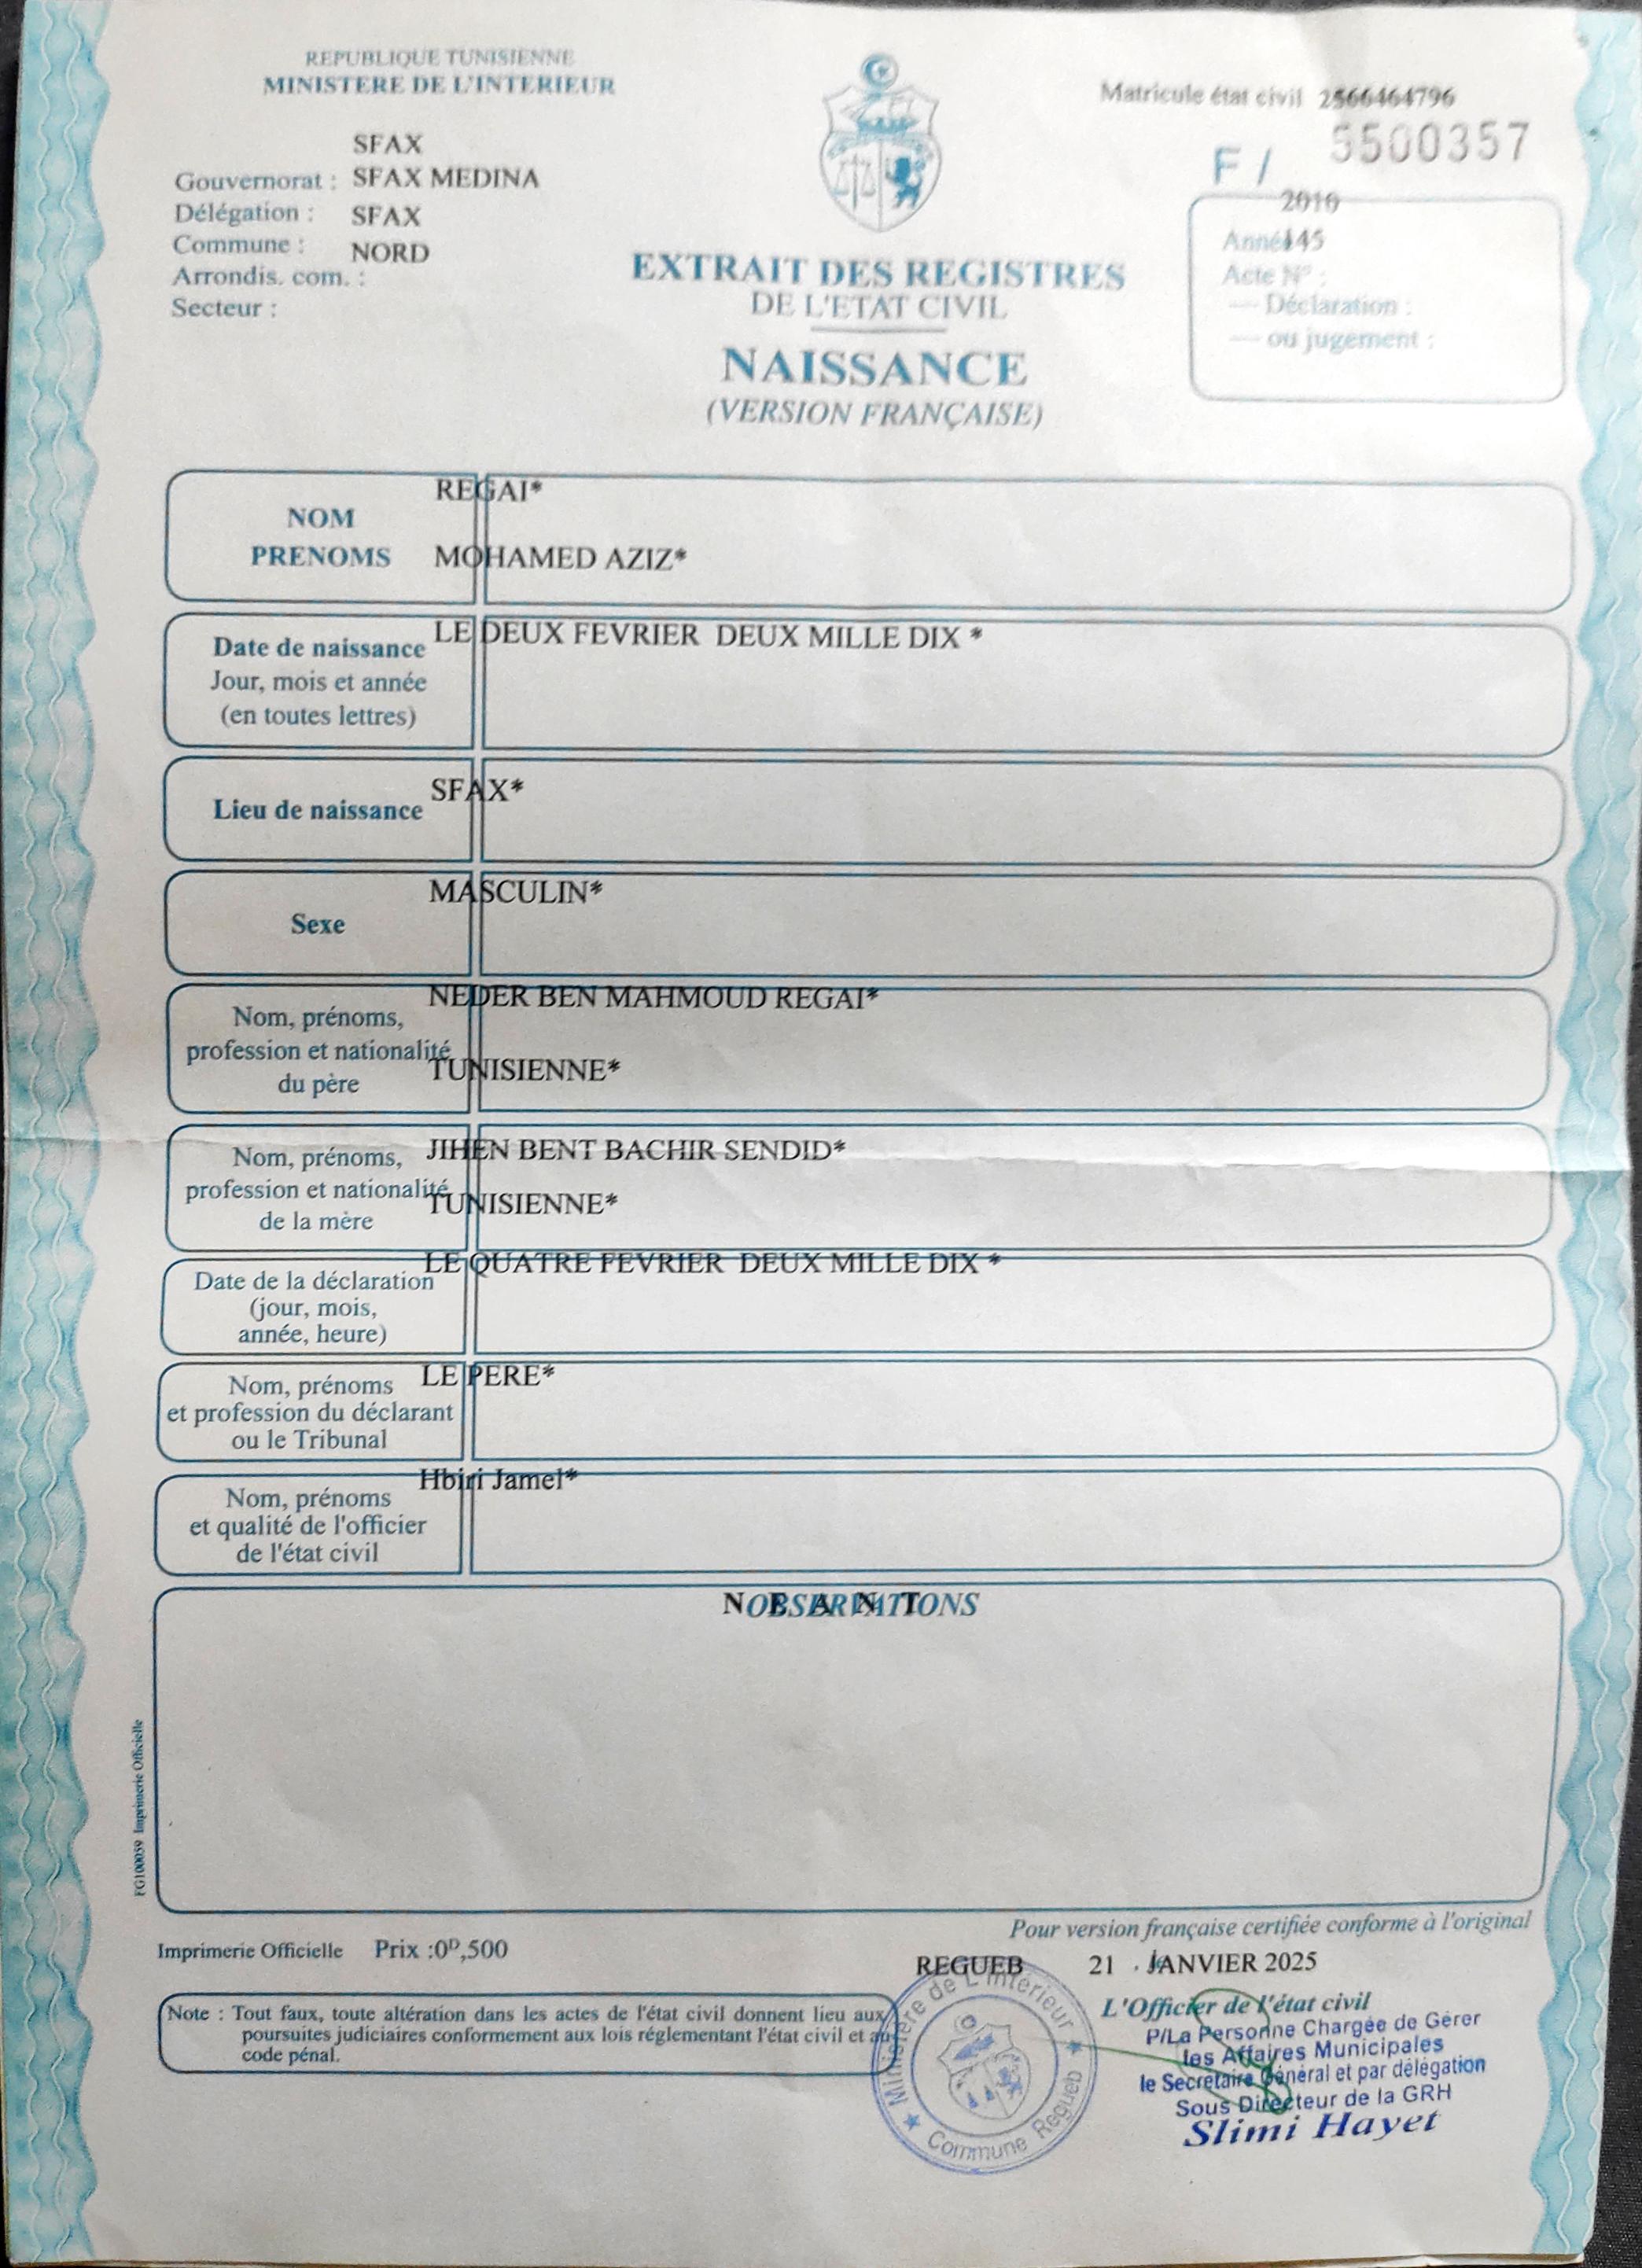 REPUBLIQUE TUNISIENNE
MINISTERE DE L'INTERIEUR
SFAX
Gouvernorat : SFAX MEDINA
Délégation : SFAX
Commune : NORD
Arrondis. com. :
Secteur :
Matricule état civil 2566464796
F / 5500357
2010
Année 145
Acte N° :
— Déclaration :
— ou jugement :
EXTRAIT DES REGISTRES
DE L'ETAT CIVIL
NAISSANCE
(VERSION FRANÇAISE)
NOM REGAI*
PRENOMS MOHAMED AZIZ*
Date de naissance LE DEUX FEVRIER DEUX MILLE DIX *
Jour, mois et année
(en toutes lettres)
Lieu de naissance SFAX*
Sexe MASCULIN*
NEDER BEN MAHMOUD REGAI*
Nom, prénoms,
profession et nationalité
du père
TUNISIENNE*
Nom, prénoms, JIHEN BENT BACHIR SENDID*
profession et nationalité
de la mère
TUNISIENNE*
LE QUATRE FEVRIER DEUX MILLE DIX *
Date de la déclaration
(jour, mois,
année, heure)
Nom, prénoms LE PERE*
et profession du déclarant
ou le Tribunal
Hbiri Jamel*
Nom, prénoms
et qualité de l'officier
de l'état civil
OBSERVATIONS
N E A N T
FG100059 Imprimerie Officielle
Pour version française certifiée conforme à l'original
Imprimerie Officielle Prix :0ᴰ,500
REGUEB 21 JANVIER 2025
L'Officier de l'état civil
P/La Personne Chargée de Gérer
les Affaires Municipales
le Secrétaire Général et par délégation
Sous Directeur de la GRH
Slimi Hayet
Note : Tout faux, toute altération dans les actes de l'état civil donnent lieu aux
poursuites judiciaires conformement aux lois réglementant l'état civil et au
code pénal.
Ministère de L'Intérieur
Commune Regueb